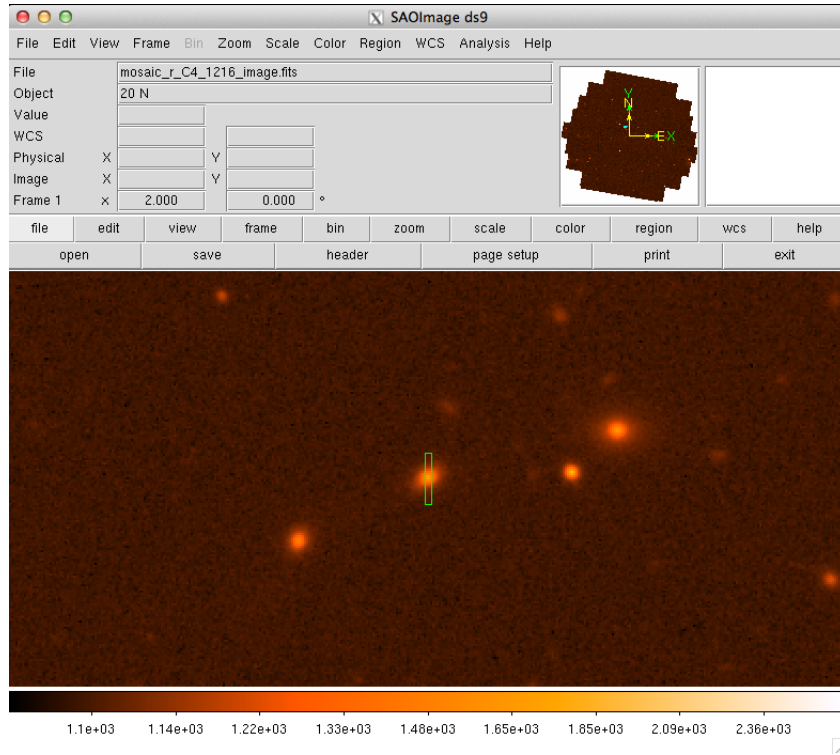 SAOImage ds9
File Edit View Frame Bin Zoom Scale Color Region WCS Analysis Help
File mosaic_r_C4_1216_image.fits
Object 20 N
Value
WCS
Physical X Y
Image X Y
Frame 1 x 2.000 0.000 °
Y
N
E X
file edit view frame bin zoom scale color region wcs help
open save header page setup print exit
1.1e+03 1.14e+03 1.22e+03 1.33e+03 1.48e+03 1.65e+03 1.85e+03 2.09e+03 2.36e+03